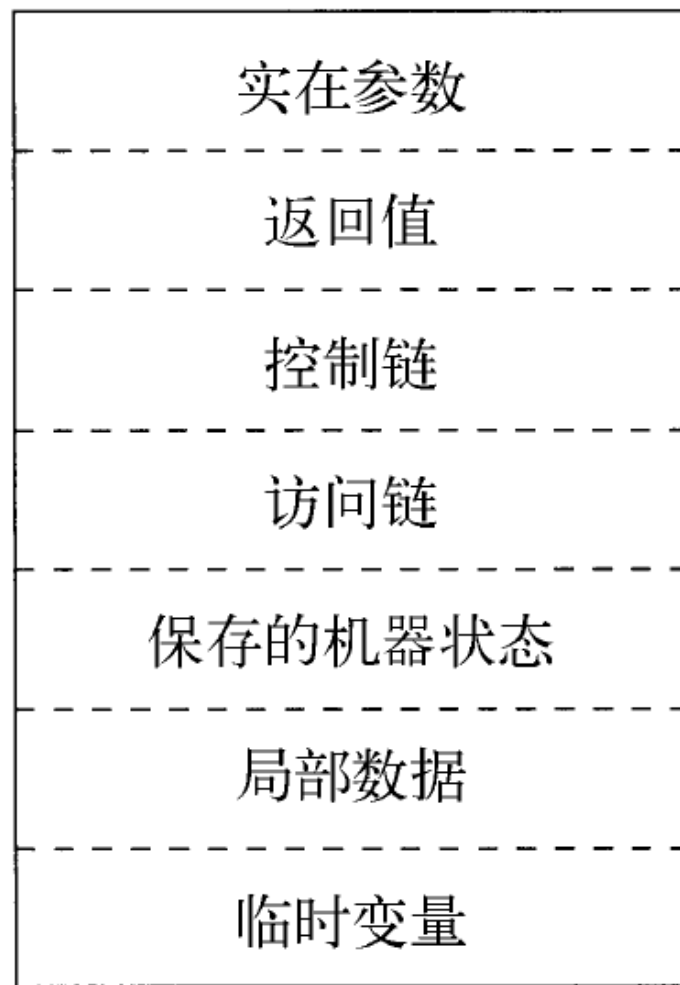 实在参数
返回值
控制链
访问链
保存的机器状态
局部数据
临时变量